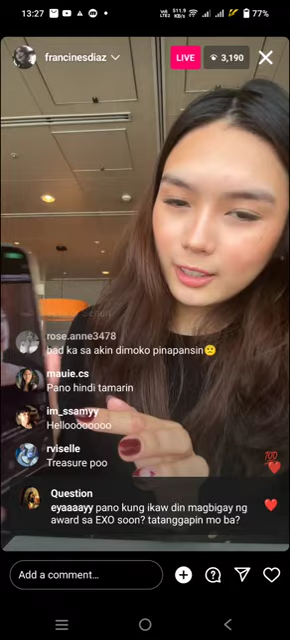 13:27
77%
francinesdiaz
LIVE
3,190
rose.anne3478
bad ka sa akin dimoko pinapansin🙁
mauie.cs
Pano hindi tamarin
im_ssamyy
Hellooooooooo
rviselle
Treasure poo
100
Question
eyaaaayy pano kung ikaw din magbigay ng
award sa EXO soon? tatanggapin mo ba?
Add a comment…